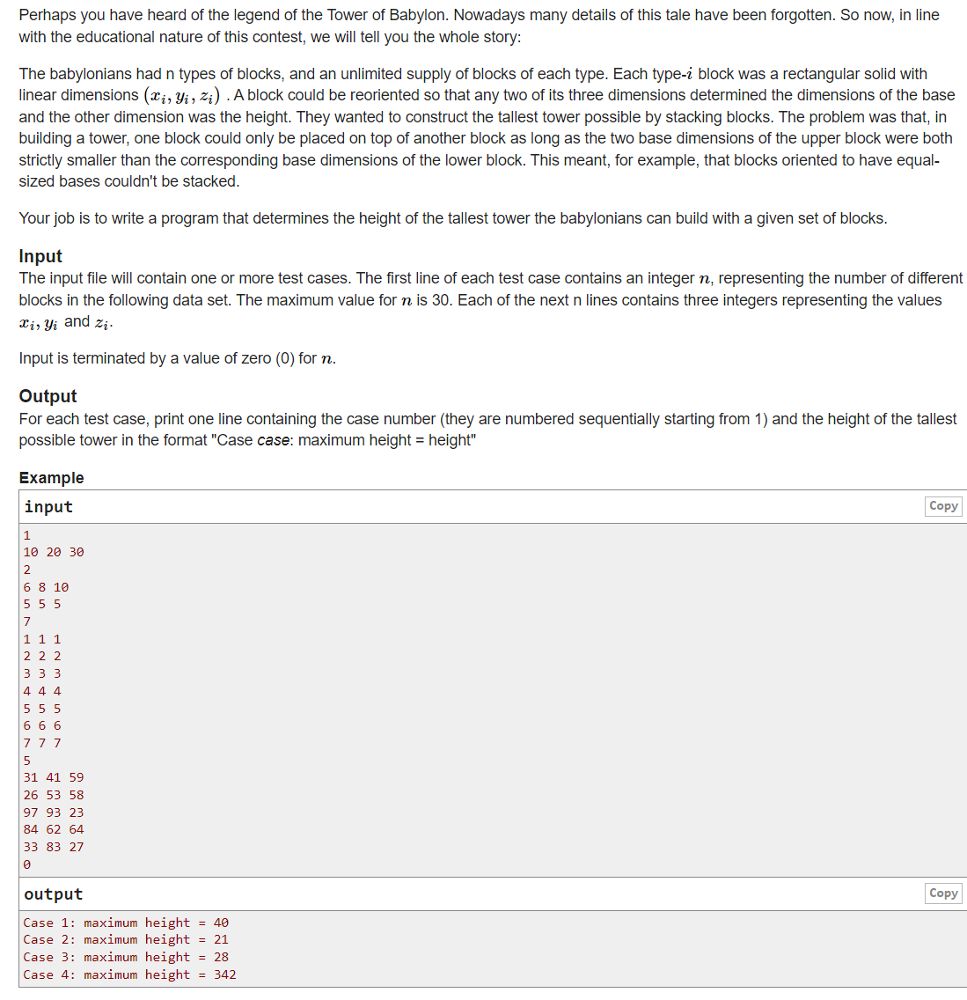 Perhaps you have heard of the legend of the Tower of Babylon. Nowadays many details of this tale have been forgotten. So now, in line
with the educational nature of this contest, we will tell you the whole story:
The babylonians had n types of blocks, and an unlimited supply of blocks of each type. Each type-i block was a rectangular solid with
linear dimensions (xi, yi, zi) . A block could be reoriented so that any two of its three dimensions determined the dimensions of the base
and the other dimension was the height. They wanted to construct the tallest tower possible by stacking blocks. The problem was that, in
building a tower, one block could only be placed on top of another block as long as the two base dimensions of the upper block were both
strictly smaller than the corresponding base dimensions of the lower block. This meant, for example, that blocks oriented to have equal-
sized bases couldn't be stacked.
Your job is to write a program that determines the height of the tallest tower the babylonians can build with a given set of blocks.
Input
The input file will contain one or more test cases. The first line of each test case contains an integer n, representing the number of different
blocks in the following data set. The maximum value for n is 30. Each of the next n lines contains three integers representing the values
xi, yi and zi.
Input is terminated by a value of zero (0) for n.
Output
For each test case, print one line containing the case number (they are numbered sequentially starting from 1) and the height of the tallest
possible tower in the format "Case case: maximum height = height"
Example
input Copy
1
10 20 30
2
6 8 10
5 5 5
7
1 1 1
2 2 2
3 3 3
4 4 4
5 5 5
6 6 6
7 7 7
5
31 41 59
26 53 58
97 93 23
84 62 64
33 83 27
0
output Copy
Case 1: maximum height = 40
Case 2: maximum height = 21
Case 3: maximum height = 28
Case 4: maximum height = 342